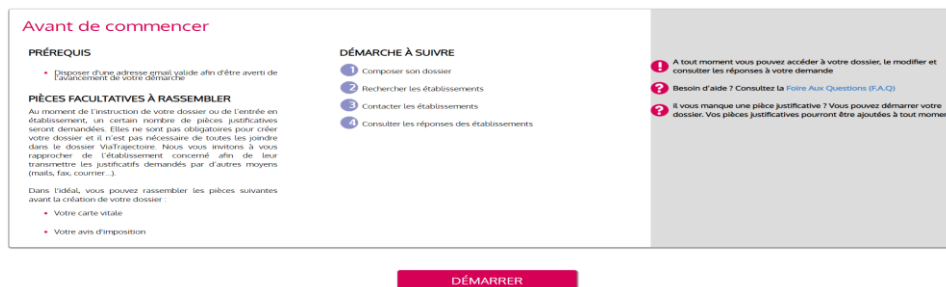 Avant de commencer
PRÉREQUIS
• Disposer d'une adresse email valide afin d'être averti de
l'avancement de votre démarche
PIÈCES FACULTATIVES À RASSEMBLER
Au moment de l'instruction de votre dossier ou de l'entrée en
établissement, un certain nombre de pièces justificatives
seront demandées. Elles ne sont pas obligatoires pour créer
votre dossier et il n'est pas nécessaire de toutes les joindre
dans le dossier ViaTrajectoire. Nous vous invitons à vous
rapprocher de l'établissement concerné afin de leur
transmettre les justificatifs demandés par d'autres moyens
(mails, fax, courrier...).
Dans l'idéal, vous pouvez rassembler les pièces suivantes
avant la création de votre dossier :
• Votre carte vitale
• Votre avis d'imposition
DÉMARCHE À SUIVRE
1 Composer son dossier
2 Rechercher les établissements
3 Contacter les établissements
4 Consulter les réponses des établissements
! A tout moment vous pouvez accéder à votre dossier, le modifier et
consulter les réponses à votre demande
? Besoin d'aide ? Consultez la Foire Aux Questions (F.A.Q)
? Il vous manque une pièce justificative ? Vous pouvez démarrer votre
dossier. Vos pièces justificatives pourront être ajoutées à tout momen
DÉMARRER